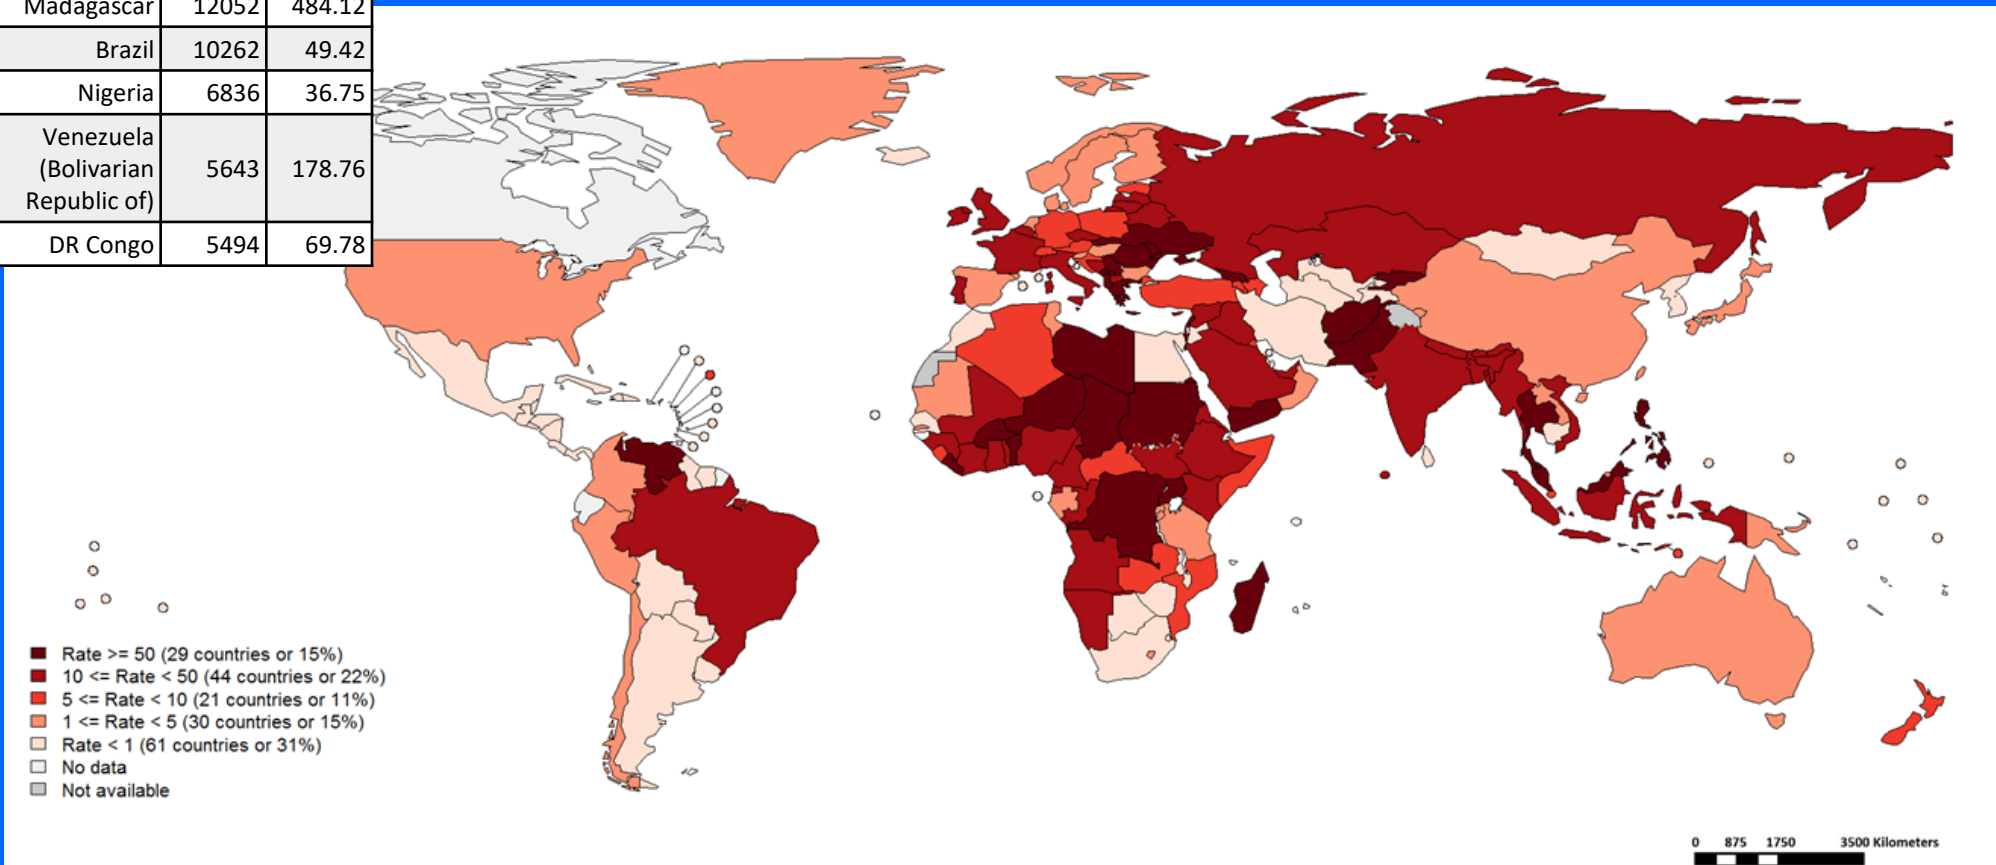 Madagascar 12052 484.12
Brazil 10262 49.42
Nigeria 6836 36.75
Venezuela
(Bolivarian 5643 178.76
Republic of)
DR Congo 5494 69.78
Rate >= 50 (29 countries or 15%)
10 <= Rate < 50 (44 countries or 22%)
5 <= Rate < 10 (21 countries or 11%)
1 <= Rate < 5 (30 countries or 15%)
Rate < 1 (61 countries or 31%)
No data
Not available
0 875 1750 3500 Kilometers